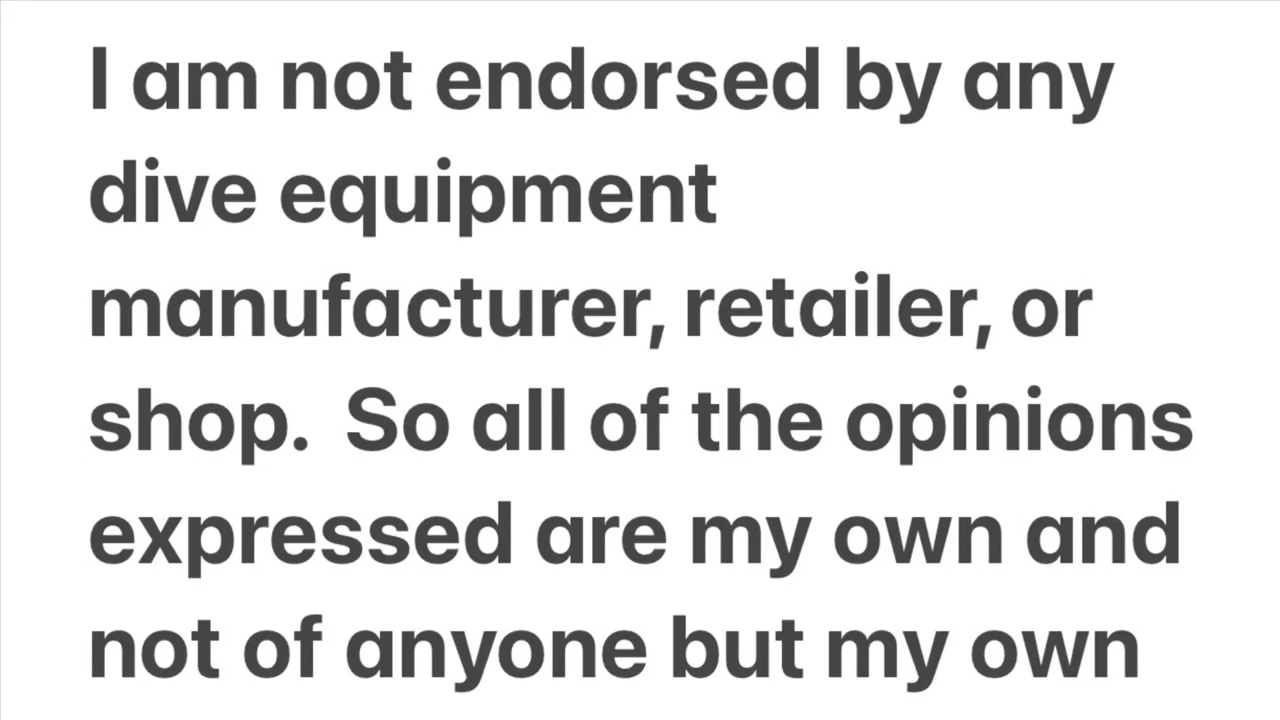 I am not endorsed by any
dive equipment
manufacturer, retailer, or
shop.  So all of the opinions
expressed are my own and
not of anyone but my own